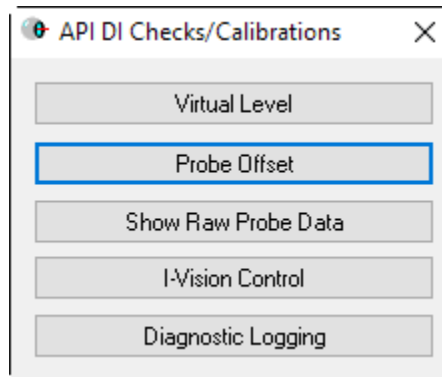 API DI Checks/Calibrations
Virtual Level
Probe Offset
Show Raw Probe Data
I-Vision Control
Diagnostic Logging